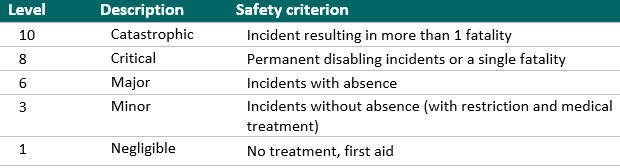 Level Description Safety criterion
10 Catastrophic Incident resulting in more than 1 fatality
8 Critical Permanent disabling incidents or a single fatality
6 Major Incidents with absence
3 Minor Incidents without absence (with restriction and medical
treatment)
1 Negligible No treatment, first aid